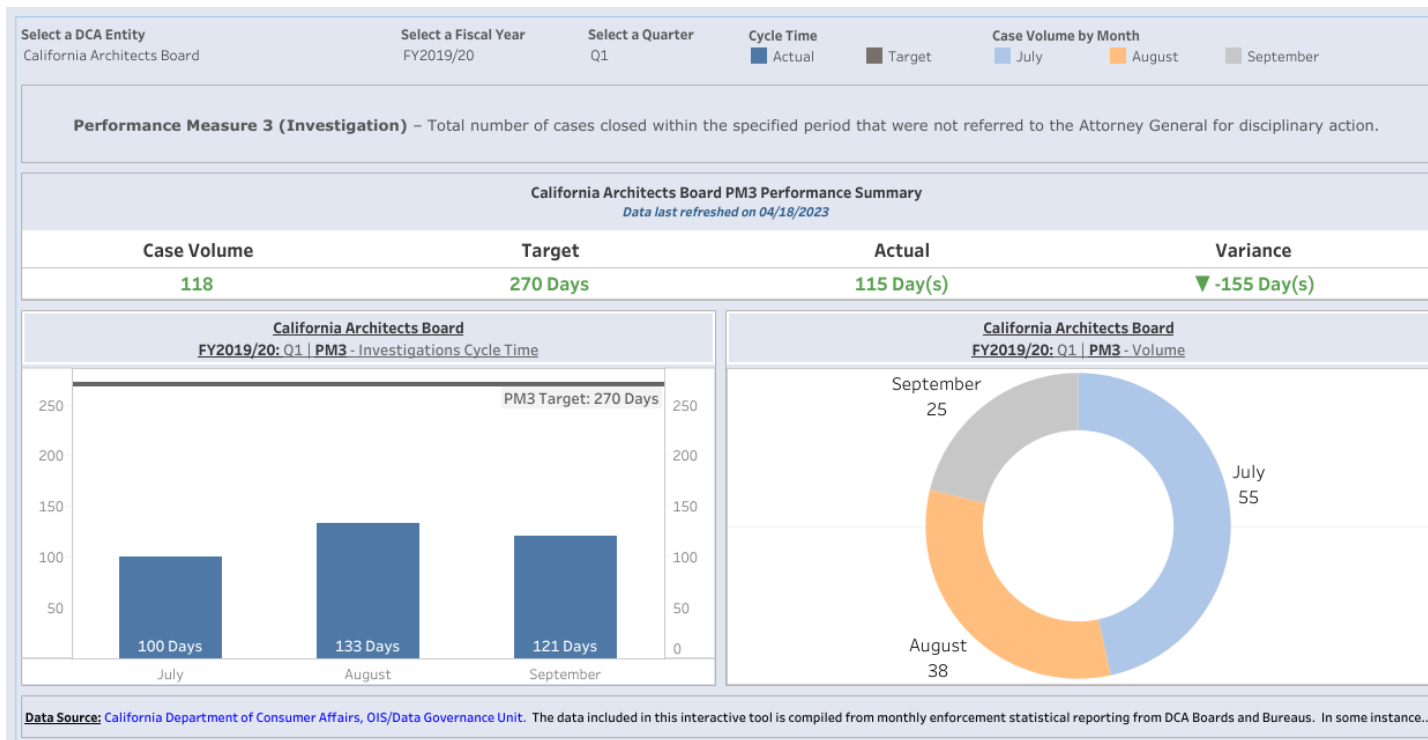 Select a DCA Entity
California Architects Board
Select a Fiscal Year
FY2019/20
Select a Quarter
Q1
Cycle Time
Actual
Target
Case Volume by Month
July
August
September
Performance Measure 3 (Investigation) – Total number of cases closed within the specified period that were not referred to the Attorney General for disciplinary action.
California Architects Board PM3 Performance Summary
Data last refreshed on 04/18/2023
Case Volume
Target
Actual
Variance
118
270 Days
115 Day(s)
▼ -155 Day(s)
California Architects Board
FY2019/20: Q1 | PM3 - Investigations Cycle Time
PM3 Target: 270 Days
250
200
150
100
50
250
200
150
100
50
0
100 Days
133 Days
121 Days
July
August
September
California Architects Board
FY2019/20: Q1 | PM3 - Volume
September
25
July
55
August
38
Data Source: California Department of Consumer Affairs, OIS/Data Governance Unit. The data included in this interactive tool is compiled from monthly enforcement statistical reporting from DCA Boards and Bureaus. In some instance..